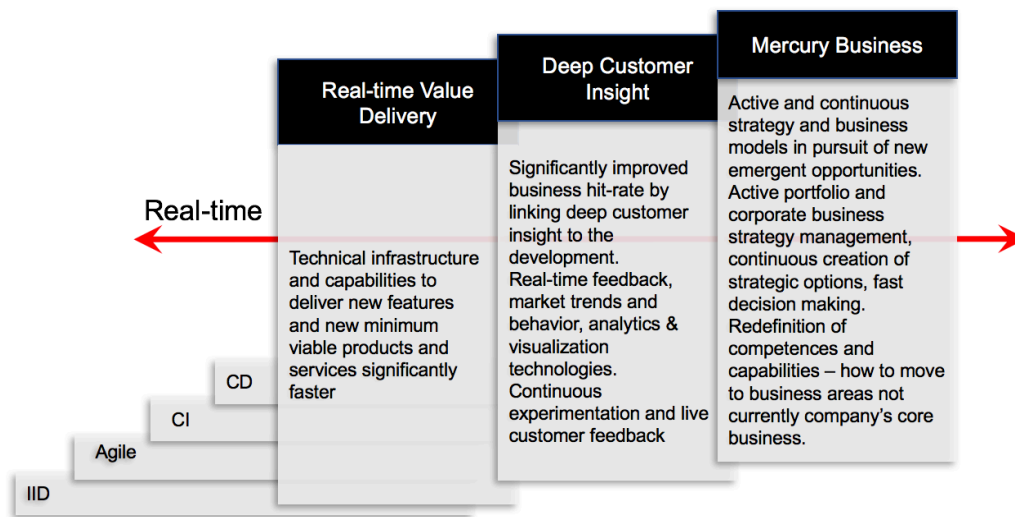 Mercury Business
Deep Customer
Insight
Real-time Value
Delivery
Real-time
Technical infrastructure
and capabilities to
deliver new features
and new minimum
viable products and
services significantly
faster
Significantly improved
business hit-rate by
linking deep customer
insight to the
development.
Real-time feedback,
market trends and
behavior, analytics &
visualization
technologies.
Continuous
experimentation and live
customer feedback
Active and continuous
strategy and business
models in pursuit of new
emergent opportunities.
Active portfolio and
corporate business
strategy management,
continuous creation of
strategic options, fast
decision making.
Redefinition of
competences and
capabilities – how to move
to business areas not
currently company’s core
business.
CD
CI
Agile
IID